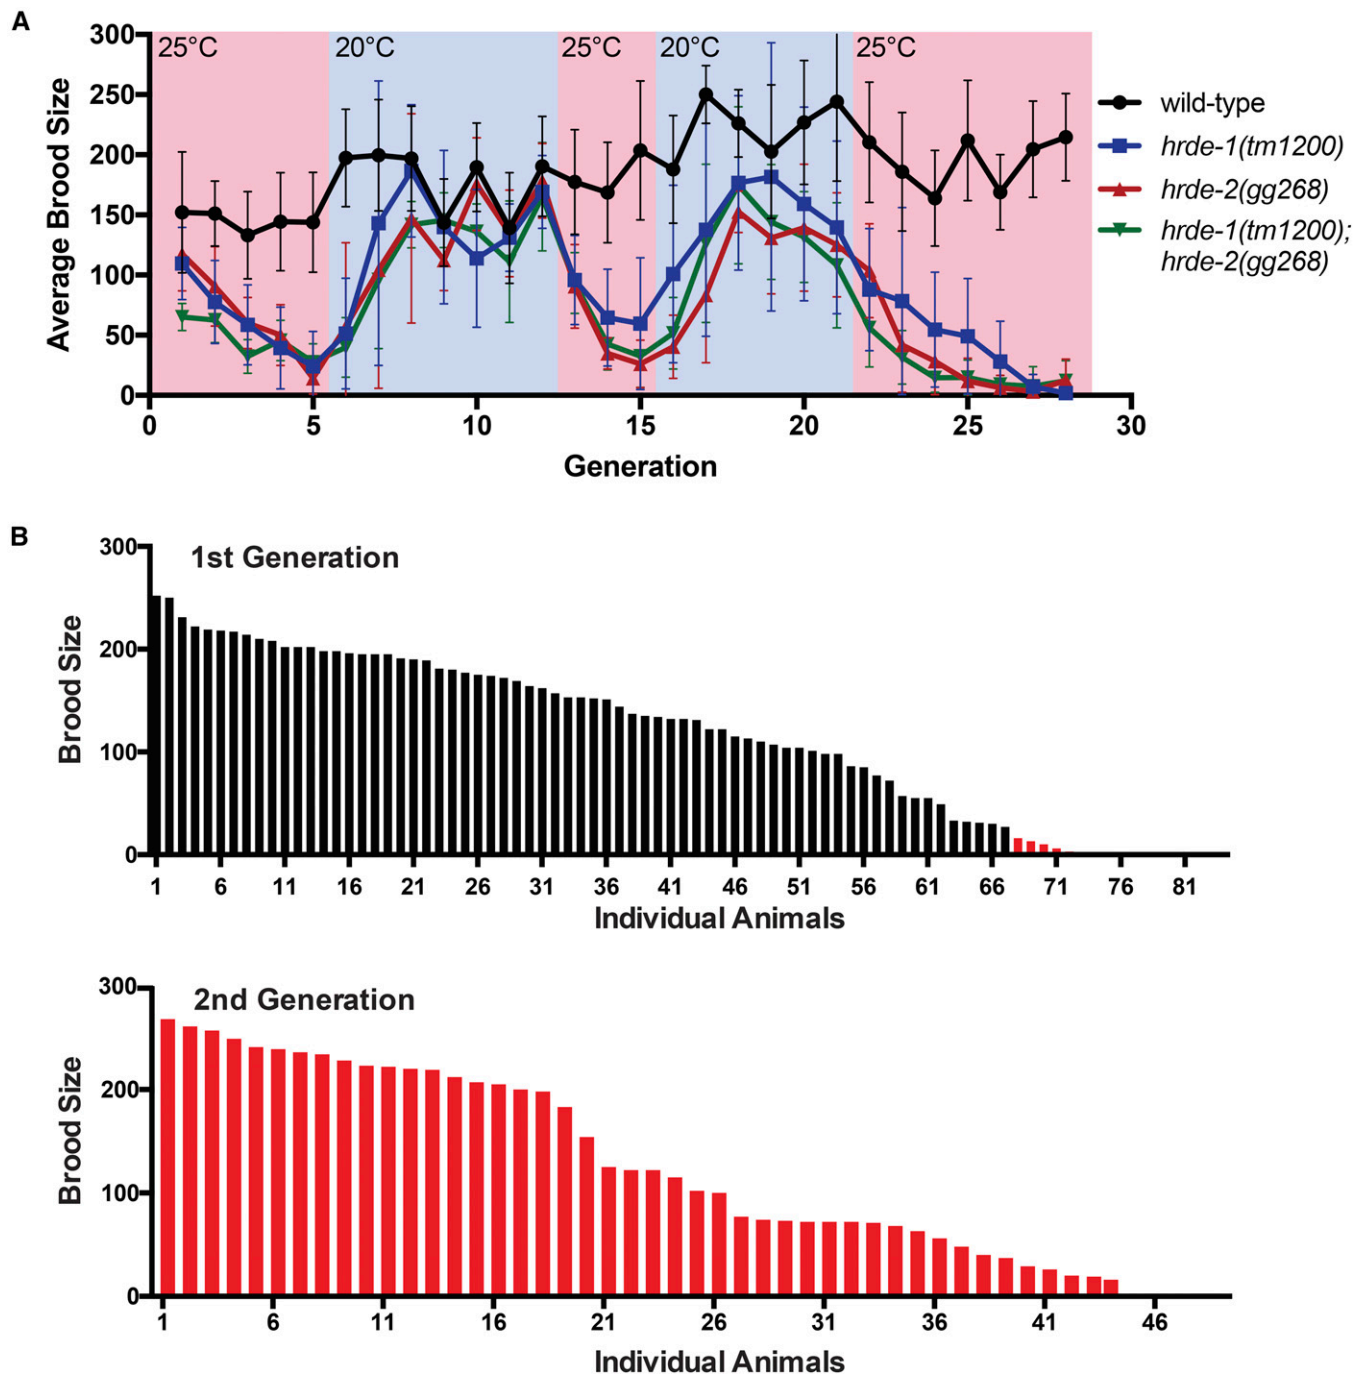 A
25°C
20°C
25°C
20°C
25°C
300
250
200
150
100
50
0
Average Brood Size
0 5 10 15 20 25 30
Generation
wild-type
hrde-1(tm1200)
hrde-2(gg268)
hrde-1(tm1200);
hrde-2(gg268)
B
1st Generation
300
200
100
0
Brood Size
1 6 11 16 21 26 31 36 41 46 51 56 61 66 71 76 81
Individual Animals
2nd Generation
300
200
100
0
Brood Size
1 6 11 16 21 26 31 36 41 46
Individual Animals